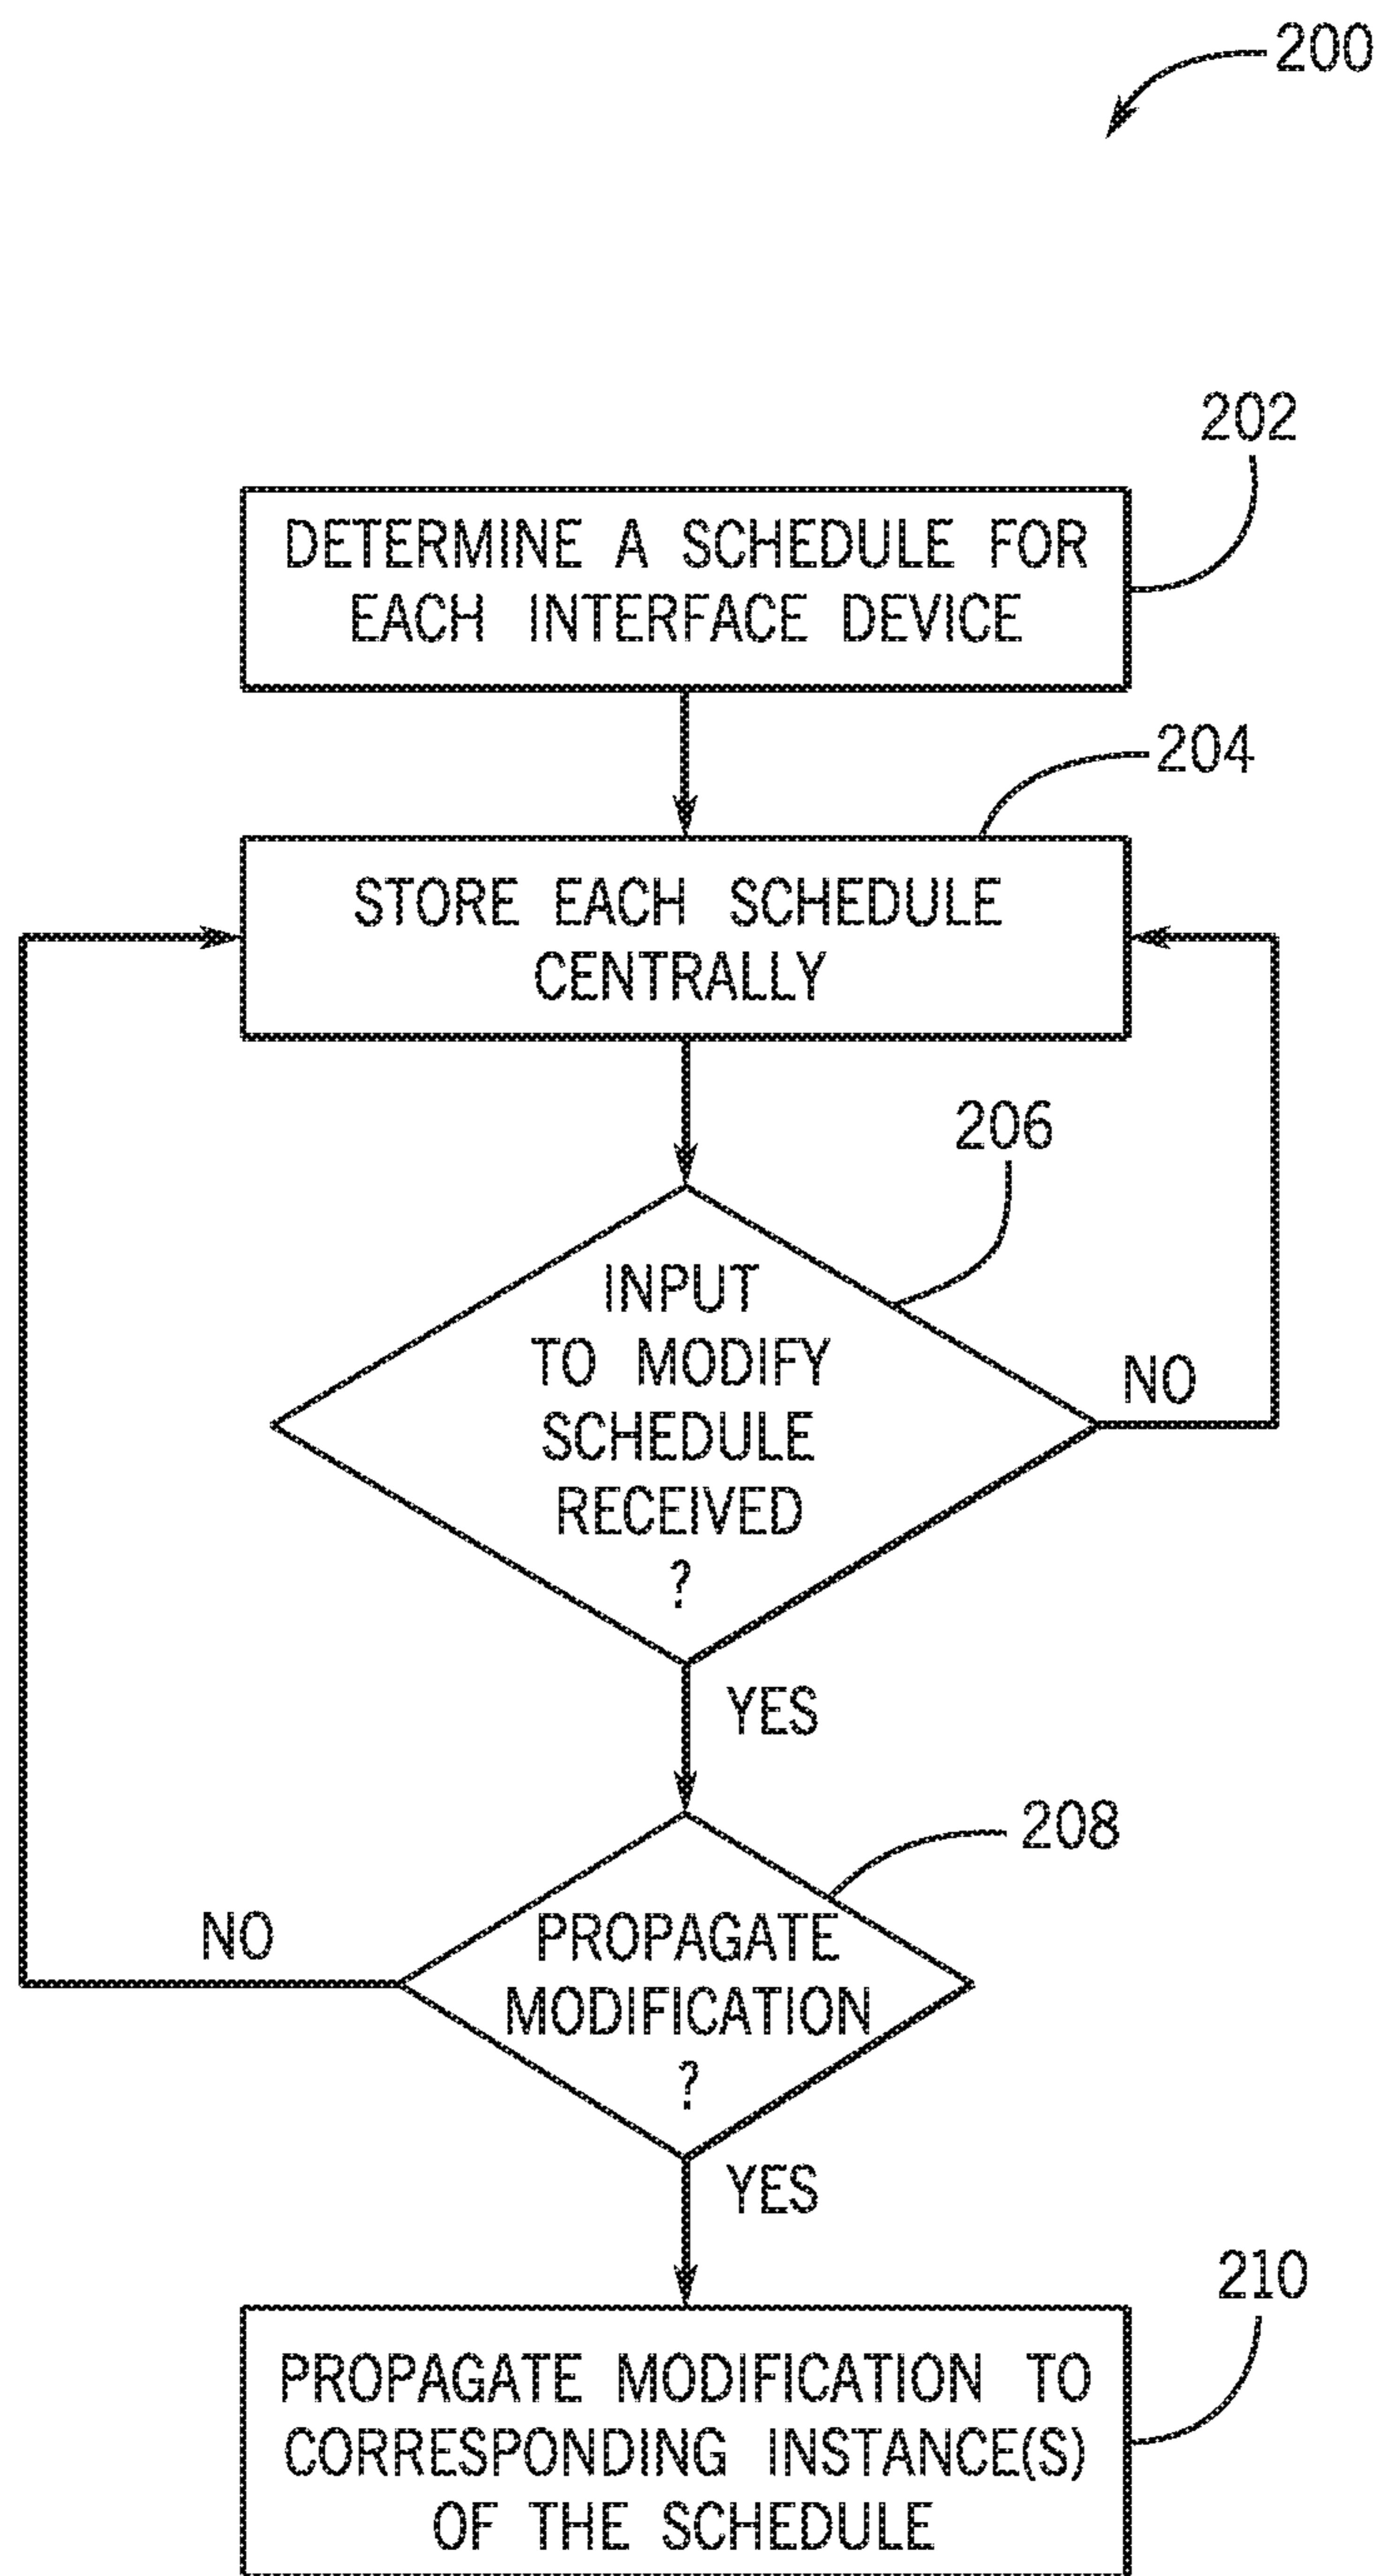 200
202
DETERMINE A SCHEDULE FOR
EACH INTERFACE DEVICE
204
STORE EACH SCHEDULE
CENTRALLY
206
INPUT
TO MODIFY
SCHEDULE
RECEIVED
?
NO
YES
208
PROPAGATE
MODIFICATION
?
NO
YES
210
PROPAGATE MODIFICATION TO
CORRESPONDING INSTANCE(S)
OF THE SCHEDULE